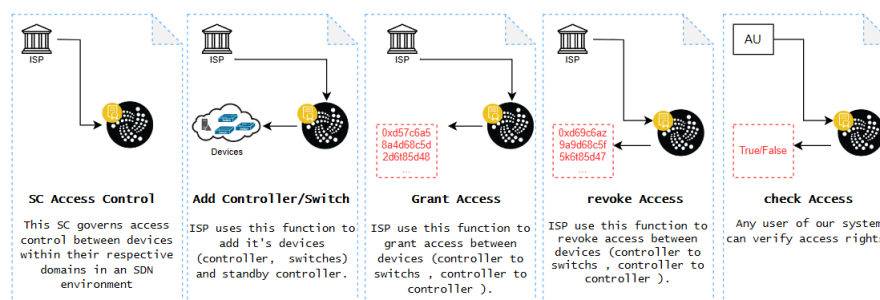 ISP
SC Access Control
This SC governs access
control between devices
within their respective
domains in an SDN
environment
ISP
Devices
Add Controller/Switch
ISP uses this function to
add it's devices
(controller, switches)
and standby controller.
ISP
0xd57c6a5
8a4d68c5d
2d6t85d48
...
Grant Access
ISP use this function to
grant access between
devices (controller to
switchs , controller to
controller ).
ISP
0xd69c6az
9a9d68c5f
5k6t85d47
...
revoke Access
ISP use this function to
revoke access between
devices (controller to
switchs , controller to
controller ).
AU
True/False
check Access
Any user of our system
can verify access rights